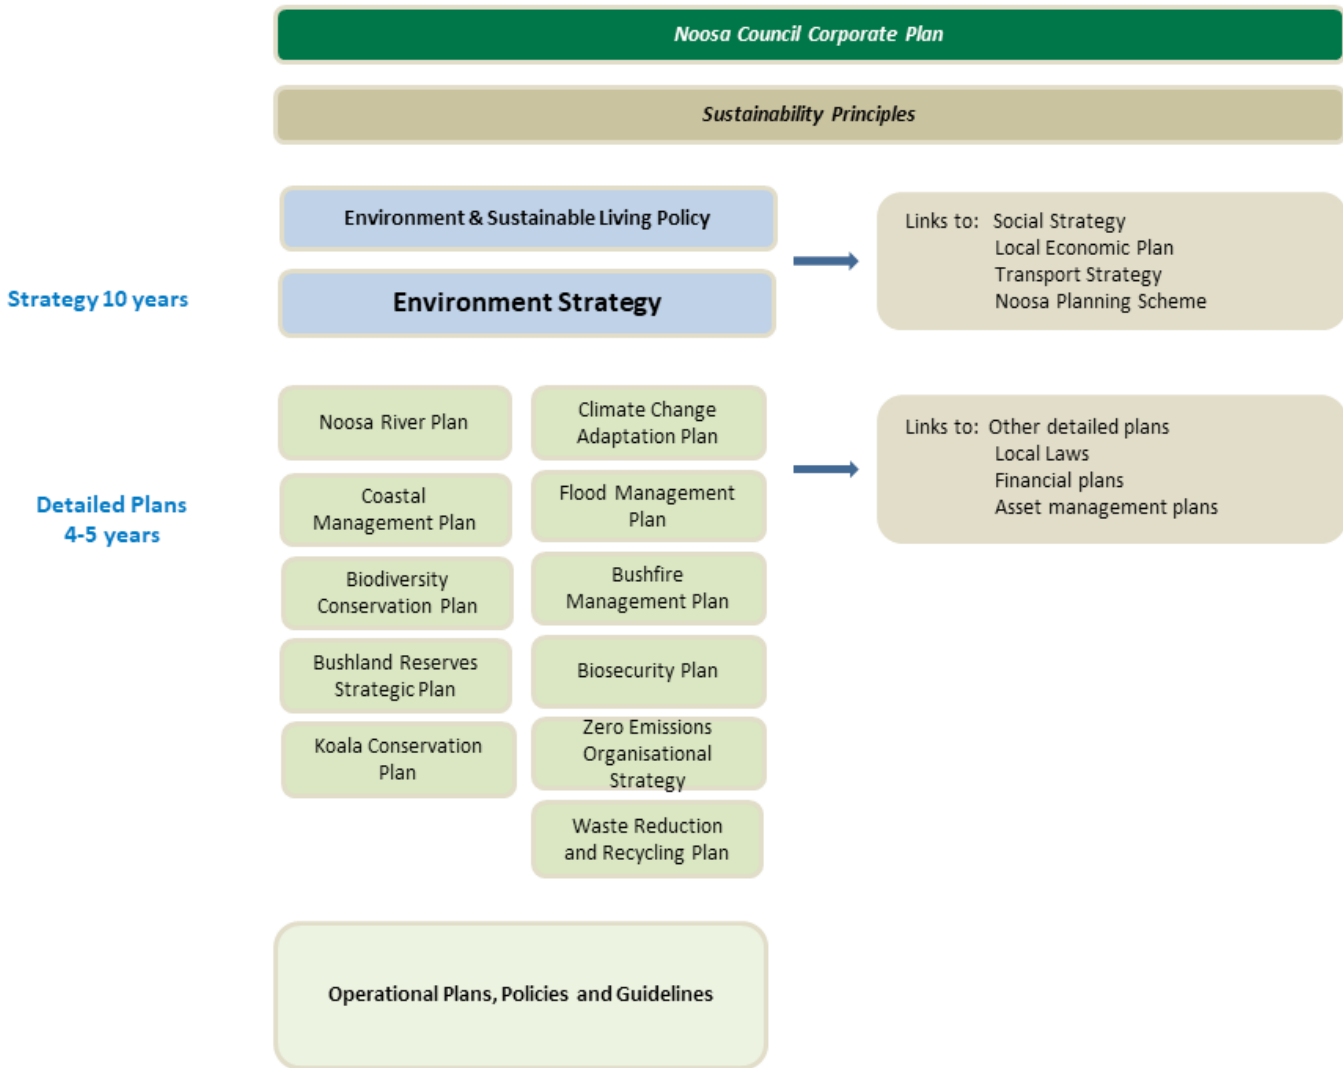 Noosa Council Corporate Plan
Sustainability Principles
Strategy 10 years
Environment & Sustainable Living Policy
Environment Strategy
Links to: Social Strategy
Local Economic Plan
Transport Strategy
Noosa Planning Scheme
Detailed Plans
4-5 years
Noosa River Plan
Climate Change
Adaptation Plan
Coastal
Management Plan
Flood Management
Plan
Biodiversity
Conservation Plan
Bushfire
Management Plan
Bushland Reserves
Strategic Plan
Biosecurity Plan
Koala Conservation
Plan
Zero Emissions
Organisational
Strategy
Waste Reduction
and Recycling Plan
Links to: Other detailed plans
Local Laws
Financial plans
Asset management plans
Operational Plans, Policies and Guidelines